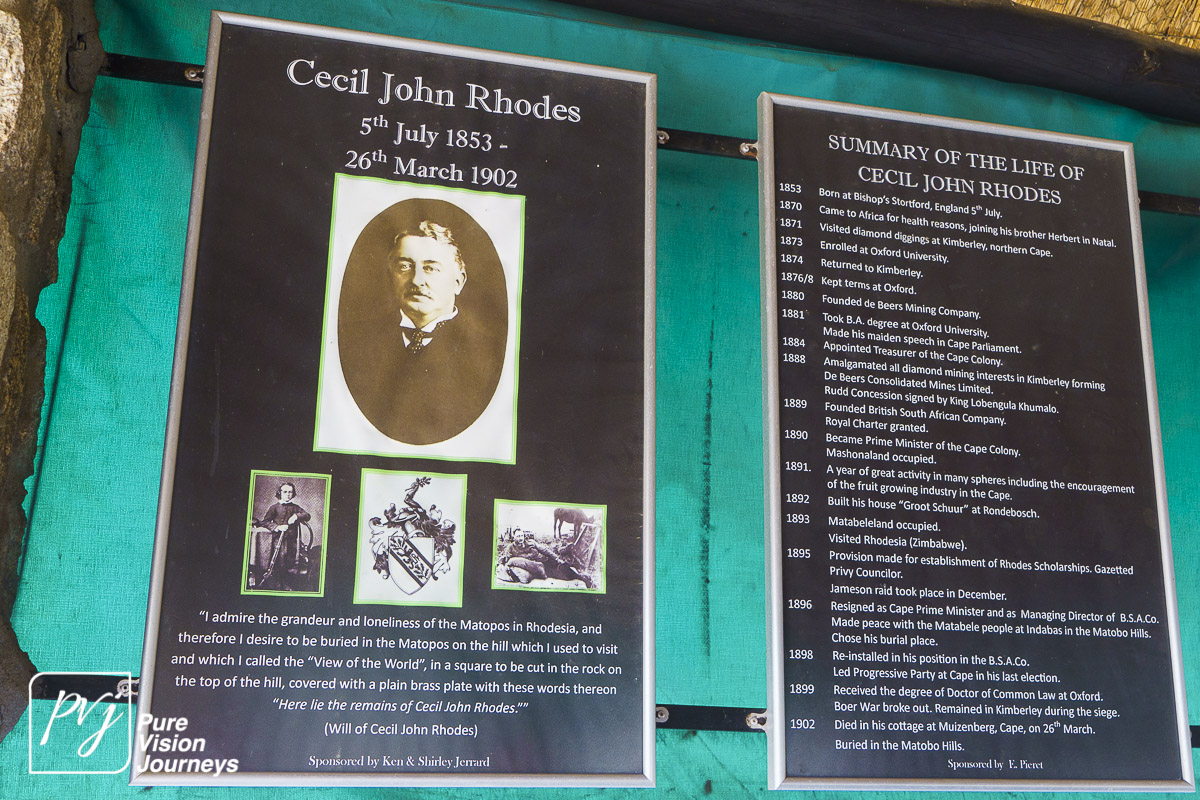 Cecil John Rhodes
5th July 1853 -
26th March 1902
"I admire the grandeur and loneliness of the Matopos in Rhodesia, and
therefore I desire to be buried in the Matopos on the hill which I used to visit
and which I called the "View of the World", in a square to be cut in the rock on
the top of the hill, covered with a plain brass plate with these words thereon
"Here lie the remains of Cecil John Rhodes.""
(Will of Cecil John Rhodes)
Sponsored by Ken & Shirley Jerrard
SUMMARY OF THE LIFE OF
CECIL JOHN RHODES
1853 Born at Bishop's Stortford, England 5th July.
1870 Came to Africa for health reasons, joining his brother Herbert in Natal.
1871 Visited diamond diggings at Kimberley, northern Cape.
1873 Enrolled at Oxford University.
1874 Returned to Kimberley.
1876/8 Kept terms at Oxford.
1880 Founded de Beers Mining Company.
1881 Took B.A. degree at Oxford University.
Made his maiden speech in Cape Parliament.
1884 Appointed Treasurer of the Cape Colony.
1888 Amalgamated all diamond mining interests in Kimberley forming
De Beers Consolidated Mines Limited.
Rudd Concession signed by King Lobengula Khumalo.
1889 Founded British South African Company.
Royal Charter granted.
1890 Became Prime Minister of the Cape Colony.
Mashonaland occupied.
1891. A year of great activity in many spheres including the encouragement
of the fruit growing industry in the Cape.
1892 Built his house "Groot Schuur" at Rondebosch.
1893 Matabeleland occupied.
Visited Rhodesia (Zimbabwe).
1895 Provision made for establishment of Rhodes Scholarships. Gazetted
Privy Councilor.
Jameson raid took place in December.
1896 Resigned as Cape Prime Minister and as Managing Director of B.S.A.Co.
Made peace with the Matabele people at Indabas in the Matobo Hills.
Chose his burial place.
1898 Re-installed in his position in the B.S.A.Co.
Led Progressive Party at Cape in his last election.
1899 Received the degree of Doctor of Common Law at Oxford.
Boer War broke out. Remained in Kimberley during the siege.
1902 Died in his cottage at Muizenberg, Cape, on 26th March.
Buried in the Matobo Hills.
Sponsored by E. Pieret
pvj
Pure
Vision
Journeys